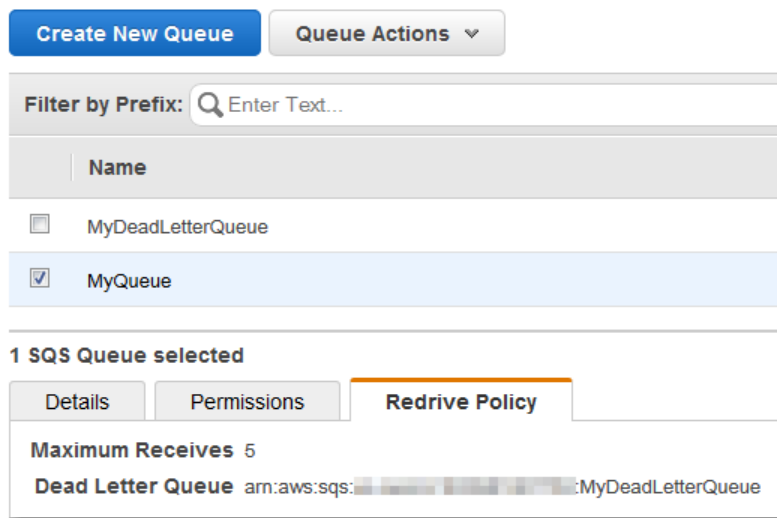 Create New Queue Queue Actions
Filter by Prefix: Enter Text...
Name
MyDeadLetterQueue
MyQueue
1 SQS Queue selected
Details Permissions Redrive Policy
Maximum Receives 5
Dead Letter Queue arn:aws:sqs: :MyDeadLetterQueue